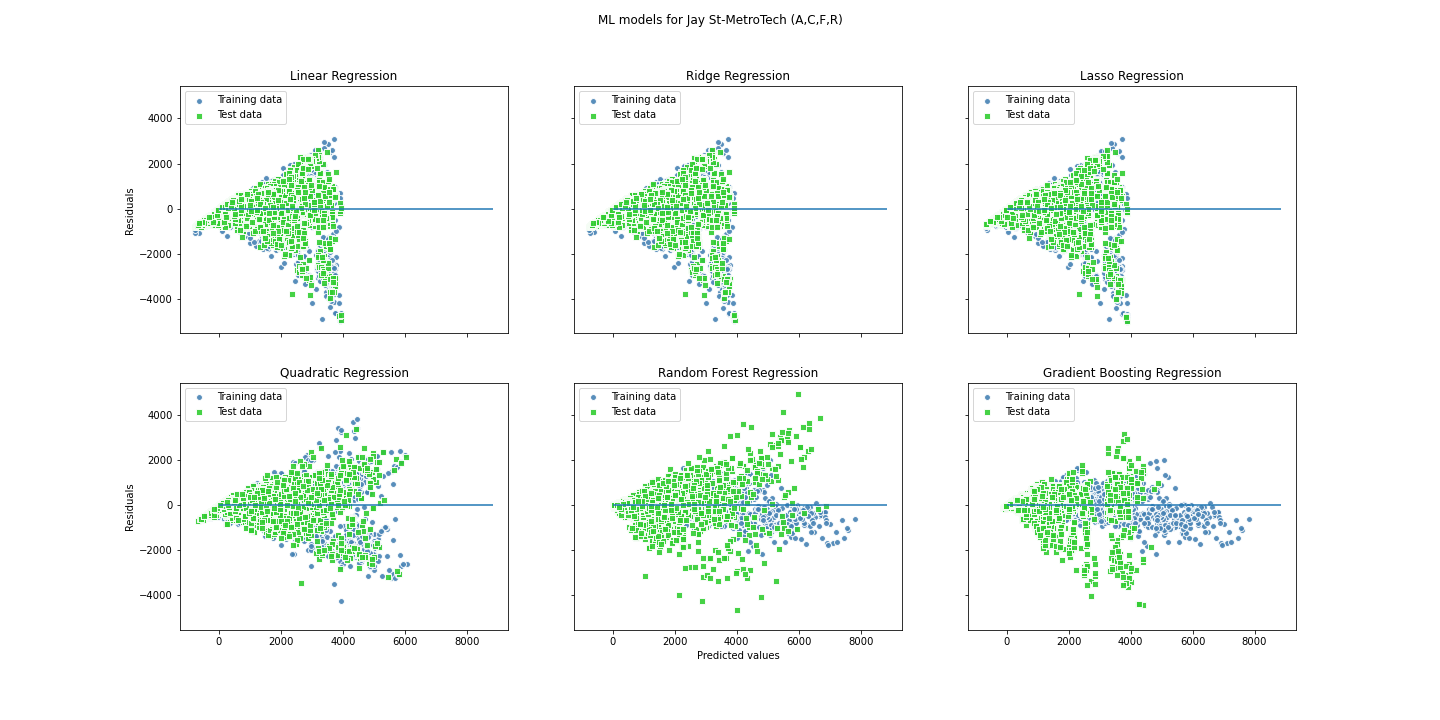 ML models for Jay St-MetroTech (A,C,F,R)
Linear Regression
Training data
Test data
4000
2000
0
−2000
−4000
Residuals
Ridge Regression
Training data
Test data
Lasso Regression
Training data
Test data
Quadratic Regression
Training data
Test data
4000
2000
0
−2000
−4000
Residuals
0 2000 4000 6000 8000
Random Forest Regression
Training data
Test data
0 2000 4000 6000 8000
Predicted values
Gradient Boosting Regression
Training data
Test data
0 2000 4000 6000 8000